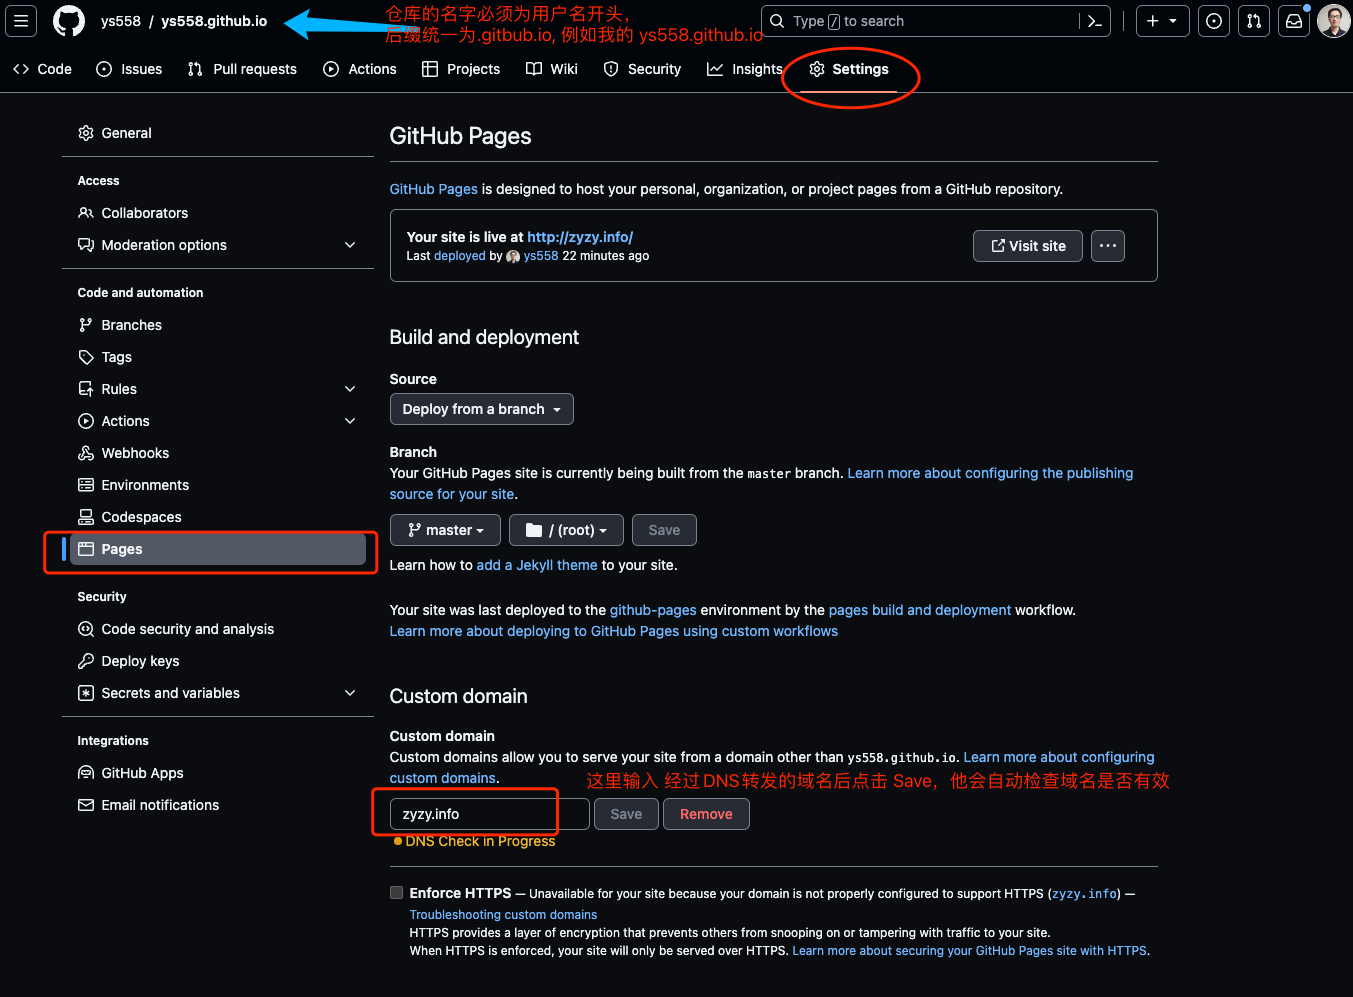 ys558 / ys558.github.io
仓库的名字必须为用户名开头，
后缀统一为.gitbub.io, 例如我的 ys558.github.io
Type / to search
Code
Issues
Pull requests
Actions
Projects
Wiki
Security
Insights
Settings
General
Access
Collaborators
Moderation options
Code and automation
Branches
Tags
Rules
Actions
Webhooks
Environments
Codespaces
Pages
Security
Code security and analysis
Deploy keys
Secrets and variables
Integrations
GitHub Apps
Email notifications
GitHub Pages
GitHub Pages is designed to host your personal, organization, or project pages from a GitHub repository.
Your site is live at http://zyzy.info/
Last deployed by ys558 22 minutes ago
Visit site
Build and deployment
Source
Deploy from a branch
Branch
Your GitHub Pages site is currently being built from the master branch. Learn more about configuring the publishing
source for your site.
master
/ (root)
Save
Learn how to add a Jekyll theme to your site.
Your site was last deployed to the github-pages environment by the pages build and deployment workflow.
Learn more about deploying to GitHub Pages using custom workflows
Custom domain
Custom domain
Custom domains allow you to serve your site from a domain other than ys558.github.io. Learn more about configuring
custom domains.
这里输入 经过DNS转发的域名后点击 Save，他会自动检查域名是否有效
zyzy.info
Save
Remove
DNS Check in Progress
Enforce HTTPS — Unavailable for your site because your domain is not properly configured to support HTTPS (zyzy.info) —
Troubleshooting custom domains
HTTPS provides a layer of encryption that prevents others from snooping on or tampering with traffic to your site.
When HTTPS is enforced, your site will only be served over HTTPS. Learn more about securing your GitHub Pages site with HTTPS.